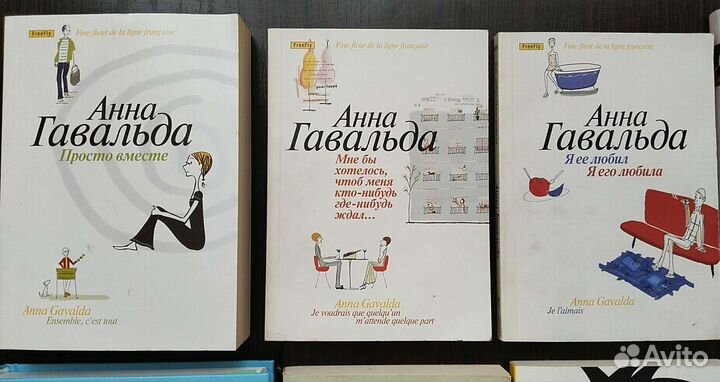 FreeFly
Fine fleur de la ligne française
Анна
Гавальда
Просто вместе
Anna Gavalda
Ensemble, c'est tout
FreeFly
Fine fleur de la ligne française
Анна
Гавальда
Мне бы
хотелось,
чтоб меня
кто-нибудь
где-нибудь
ждал...
Anna Gavalda
Je voudrais que quelqu'un
m'attende quelque part
FreeFly
Fine fleur de la ligne française
Анна
Гавальда
Я ее любил
Я его любила
Anna Gavalda
Je l'aimais
Avito